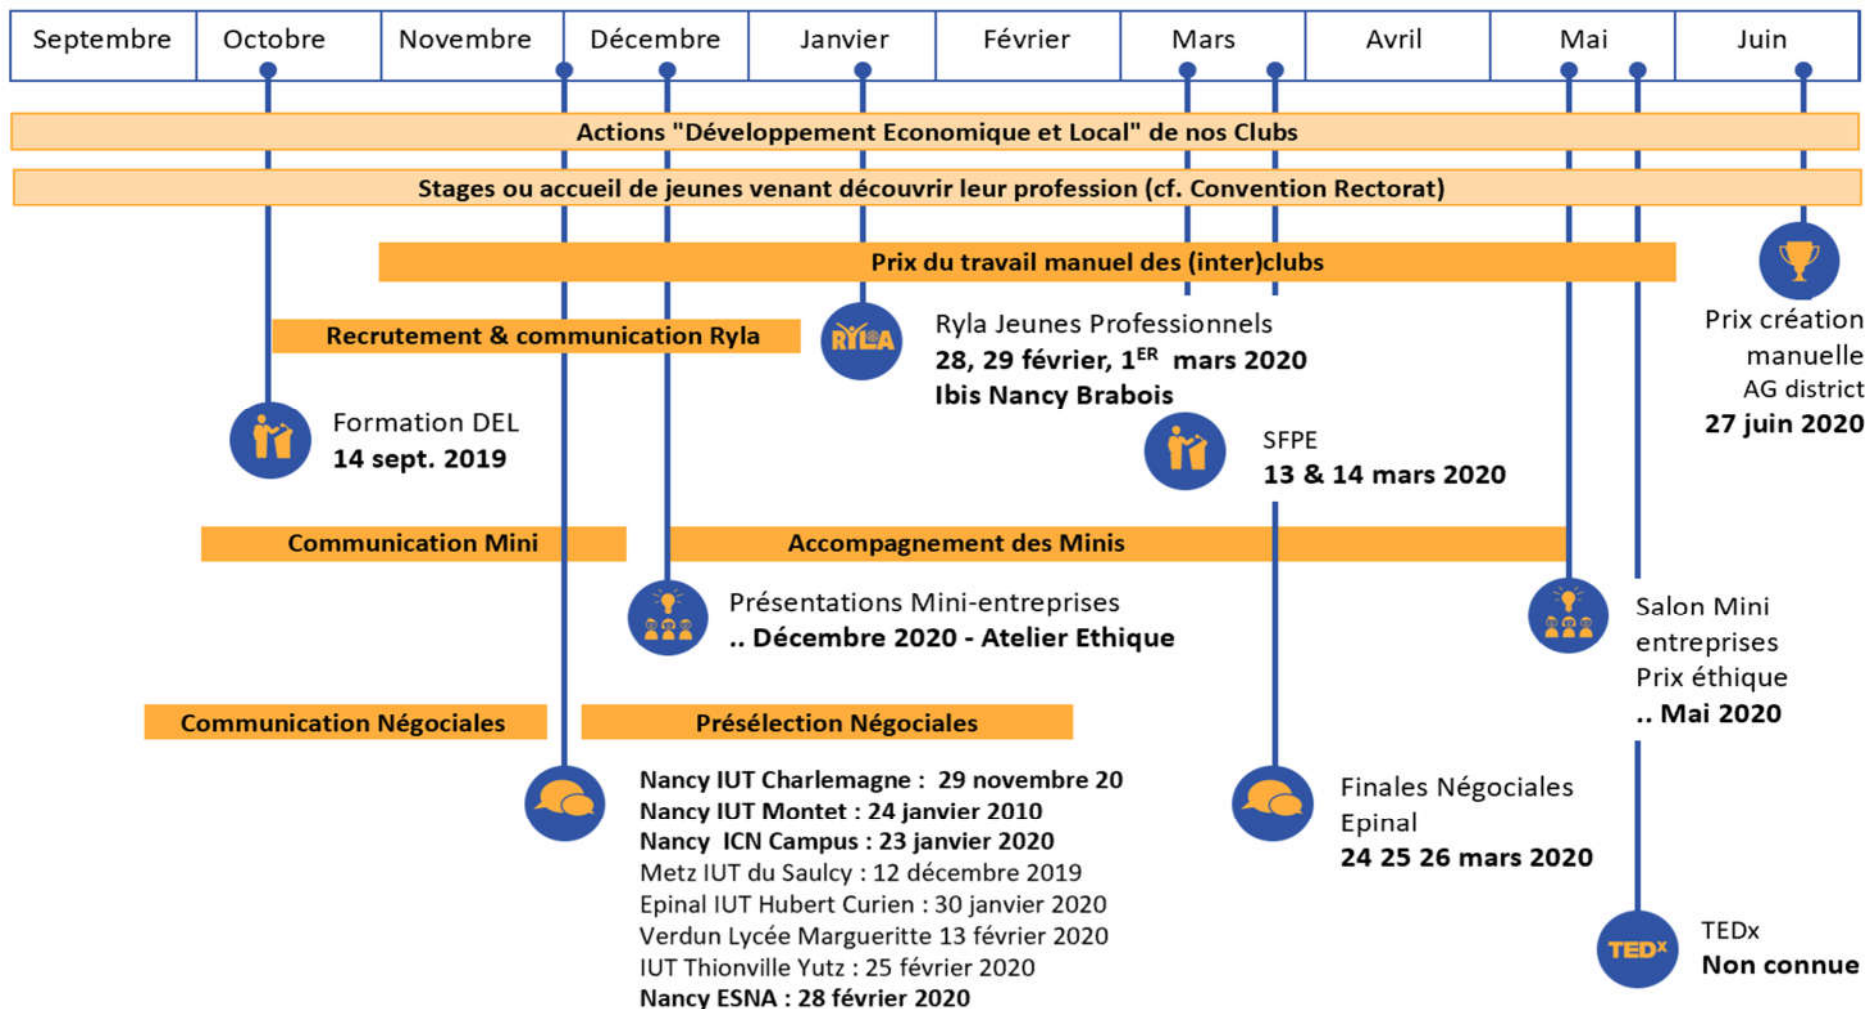 Septembre Octobre Novembre Décembre Janvier Février Mars Avril Mai Juin
Actions "Développement Economique et Local" de nos Clubs
Stages ou accueil de jeunes venant découvrir leur profession (cf. Convention Rectorat)
Prix du travail manuel des (inter)clubs
Recrutement & communication Ryla
RYLA
Ryla Jeunes Professionnels
28, 29 février, 1ER mars 2020
Ibis Nancy Brabois
Prix création
manuelle
AG district
27 juin 2020
Formation DEL
14 sept. 2019
SFPE
13 & 14 mars 2020
Communication Mini
Accompagnement des Minis
Présentations Mini-entreprises
.. Décembre 2020 - Atelier Ethique
Salon Mini
entreprises
Prix éthique
.. Mai 2020
Communication Négociales
Présélection Négociales
Nancy IUT Charlemagne : 29 novembre 20
Nancy IUT Montet : 24 janvier 2010
Nancy ICN Campus : 23 janvier 2020
Metz IUT du Saulcy : 12 décembre 2019
Epinal IUT Hubert Curien : 30 janvier 2020
Verdun Lycée Margueritte 13 février 2020
IUT Thionville Yutz : 25 février 2020
Nancy ESNA : 28 février 2020
Finales Négociales
Epinal
24 25 26 mars 2020
TEDx
TEDx
Non connue